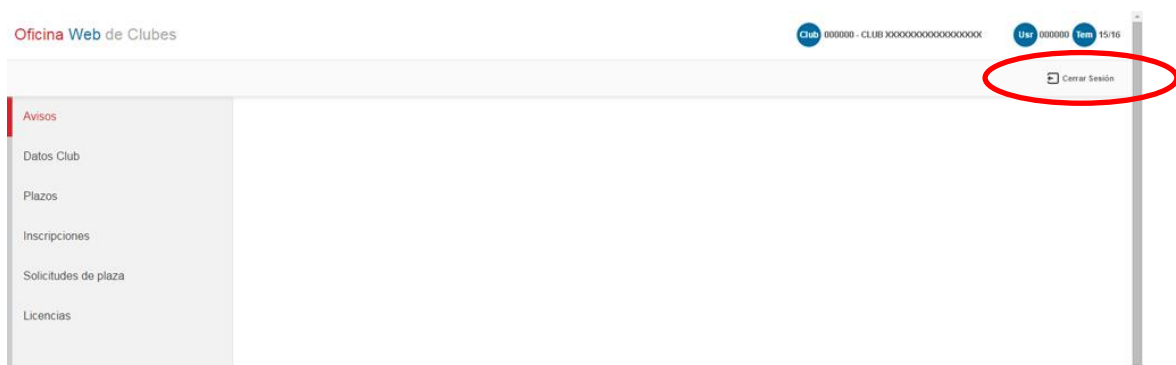 Oficina Web de Clubes
Club 000000 - CLUB XXXXXXXXXXXXXXXXXX
Usr 000000 Tem 15/16
Cerrar Sesión
Avisos
Datos Club
Plazos
Inscripciones
Solicitudes de plaza
Licencias